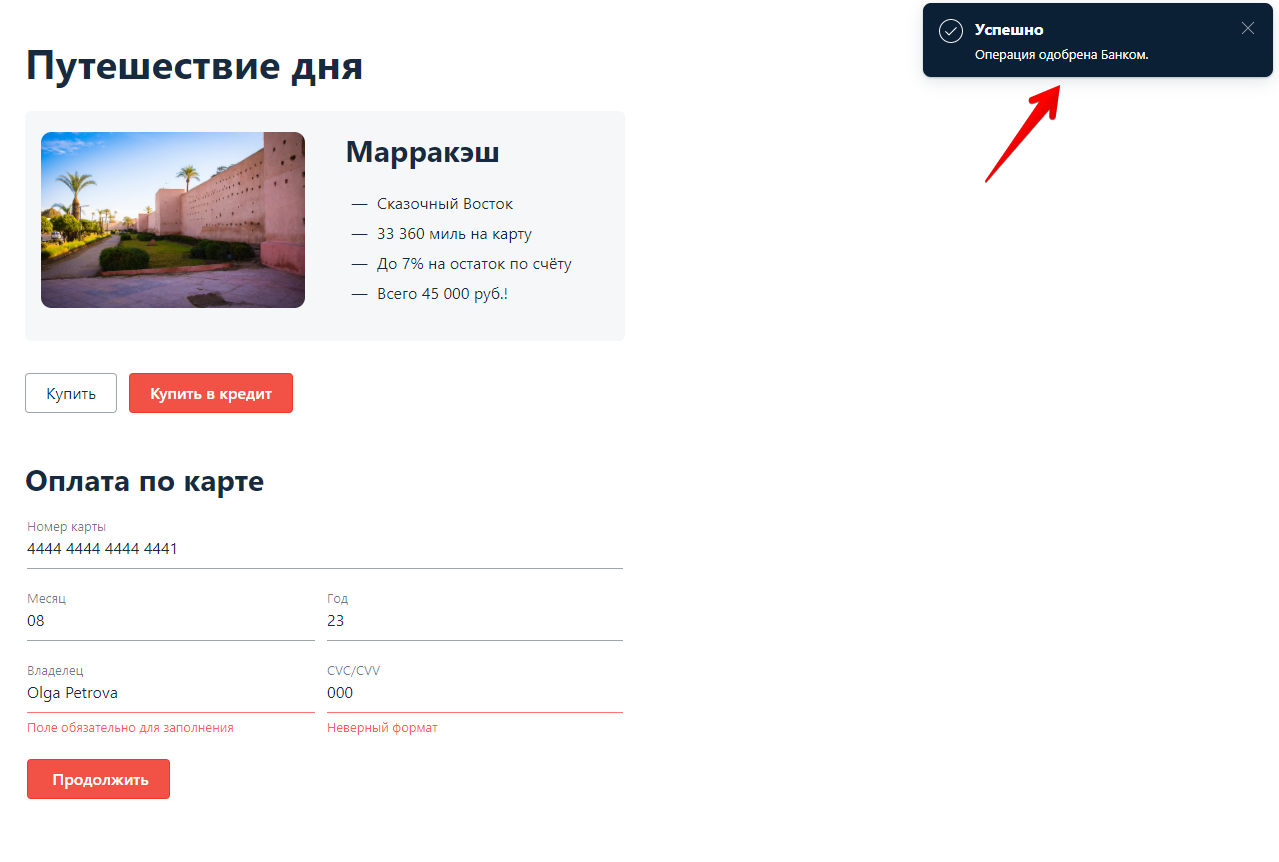 Успешно
Операция одобрена Банком.
Путешествие дня
Марракэш
— Сказочный Восток
— 33 360 миль на карту
— До 7% на остаток по счёту
— Всего 45 000 руб.!
Купить
Купить в кредит
Оплата по карте
Номер карты
4444 4444 4444 4441
Месяц
Год
08
23
Владелец
CVC/CVV
Olga Petrova
000
Поле обязательно для заполнения
Неверный формат
Продолжить